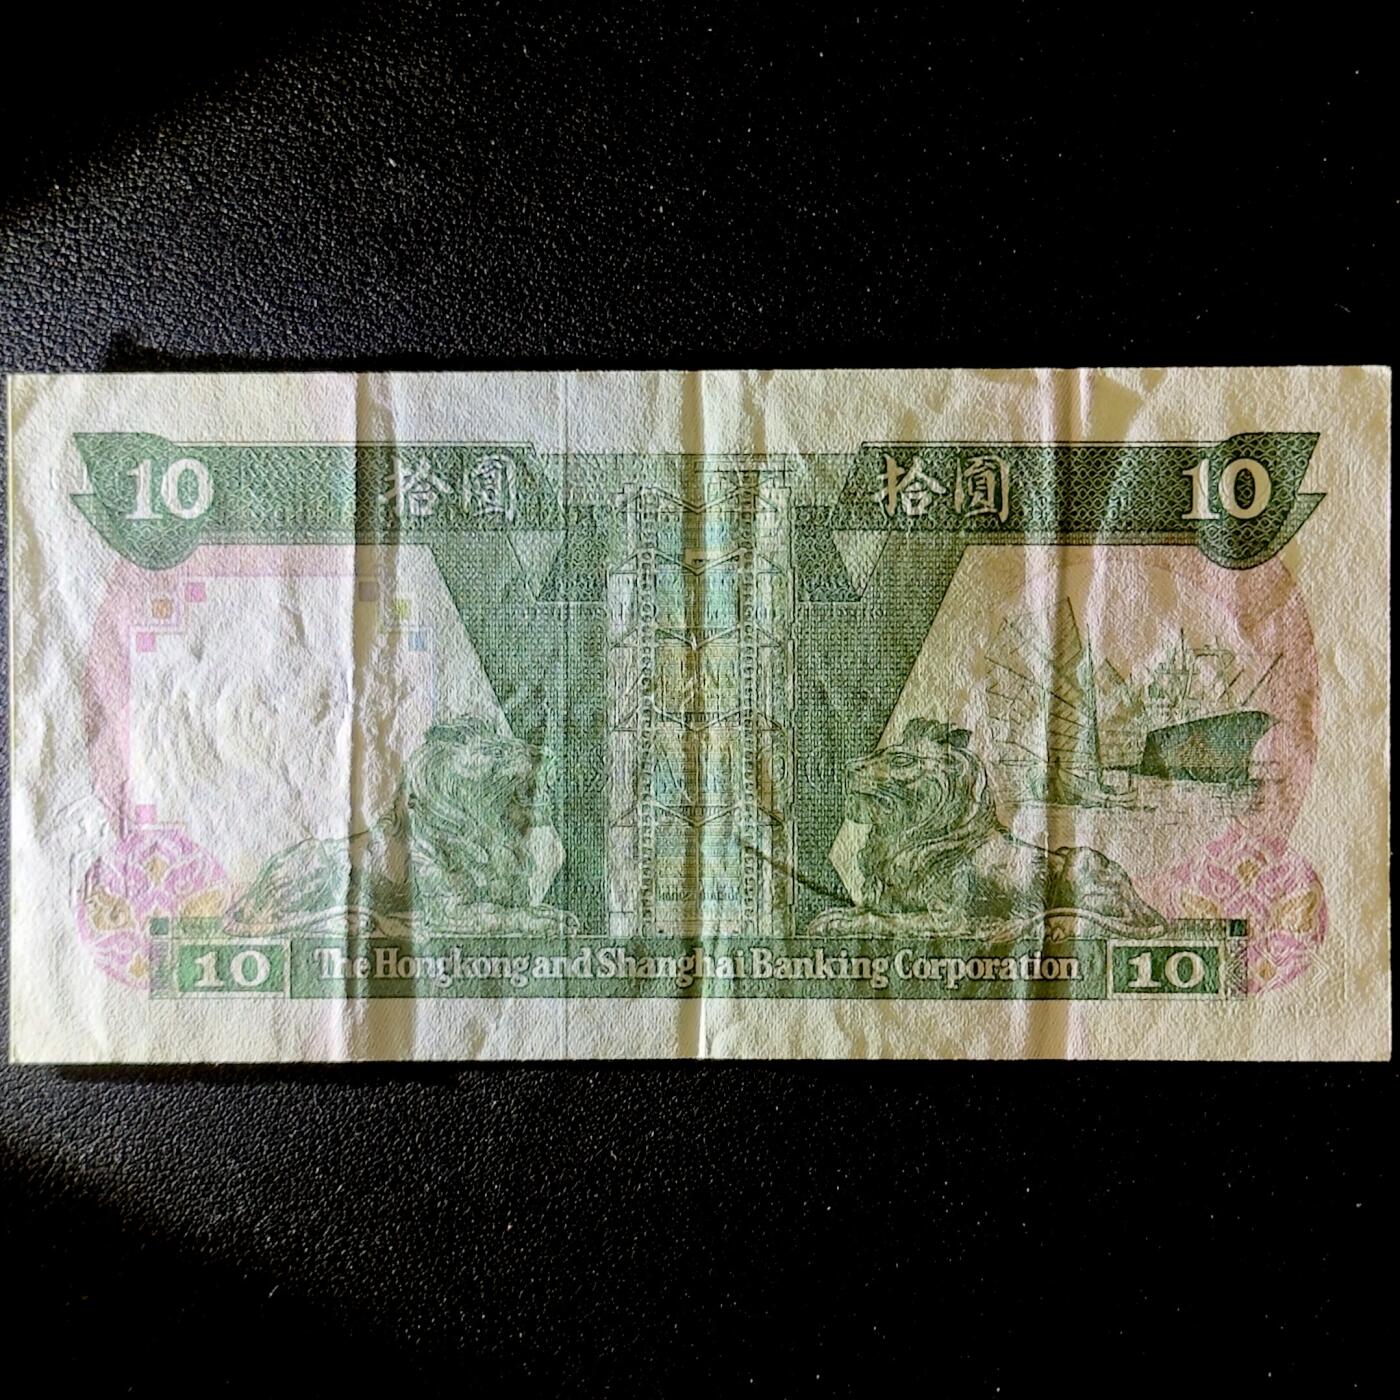 10 拾圓 拾圓 10
10 The Hongkong and Shanghai Banking Corporation 10